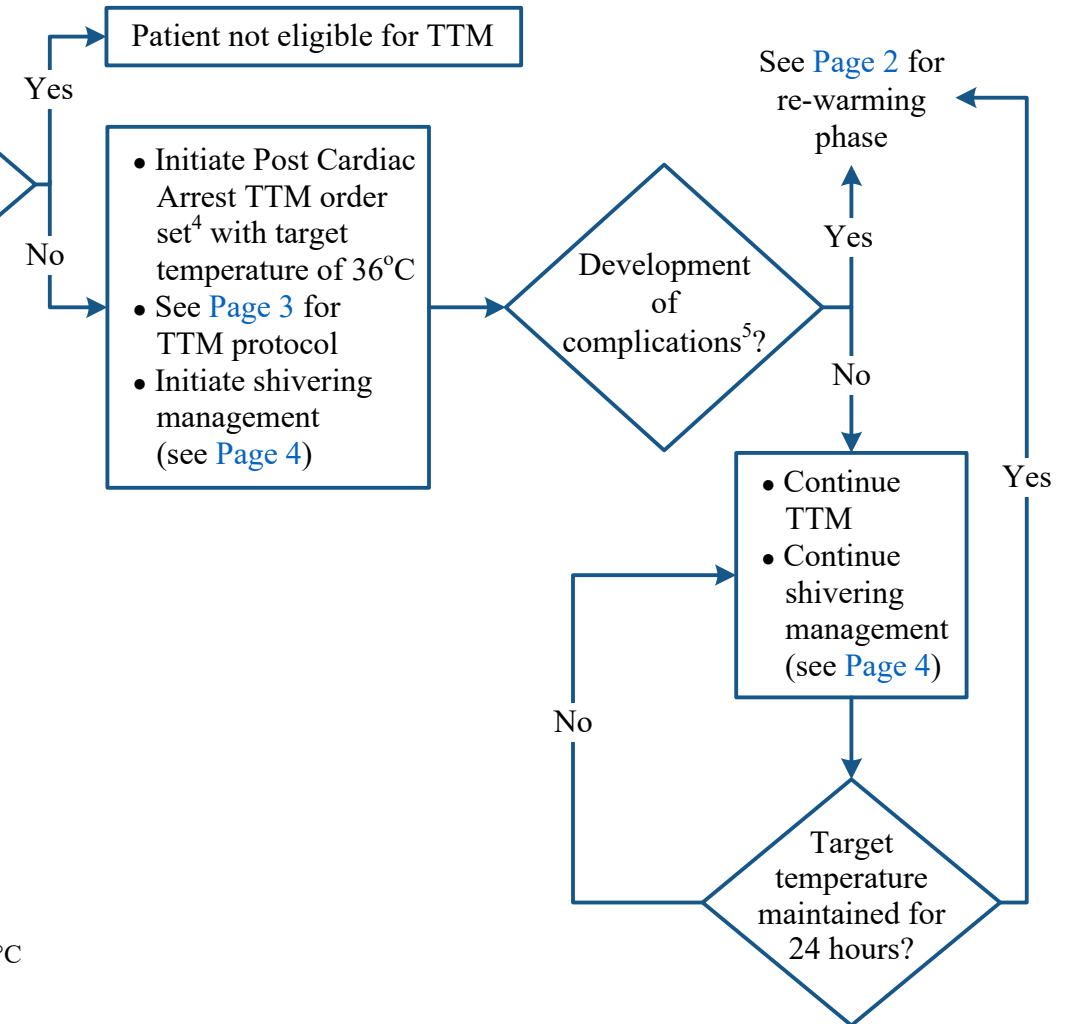 Patient not eligible for TTM
Yes
No
● Initiate Post Cardiac
Arrest TTM order
set⁴ with target
temperature of 36°C
● See Page 3 for
TTM protocol
● Initiate shivering
management
(see Page 4)
Development
of
complications⁵?
See Page 2 for
re-warming
phase
Yes
No
● Continue
TTM
● Continue
shivering
management
(see Page 4)
Yes
No
Target
temperature
maintained for
24 hours?
°C